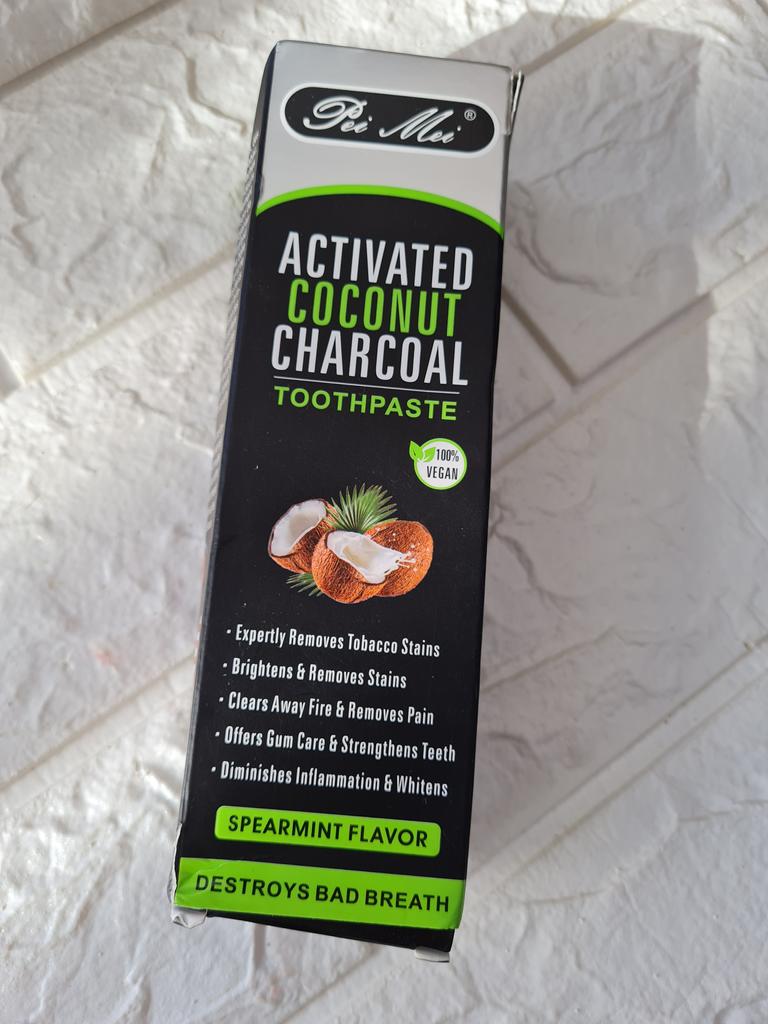 Pei Mei ®
ACTIVATED
COCONUT
CHARCOAL
TOOTHPASTE
100%
VEGAN
· Expertly Removes Tobacco Stains
· Brightens & Removes Stains
· Clears Away Fire & Removes Pain
· Offers Gum Care & Strengthens Teeth
· Diminishes Inflammation & Whitens
SPEARMINT FLAVOR
DESTROYS BAD BREATH